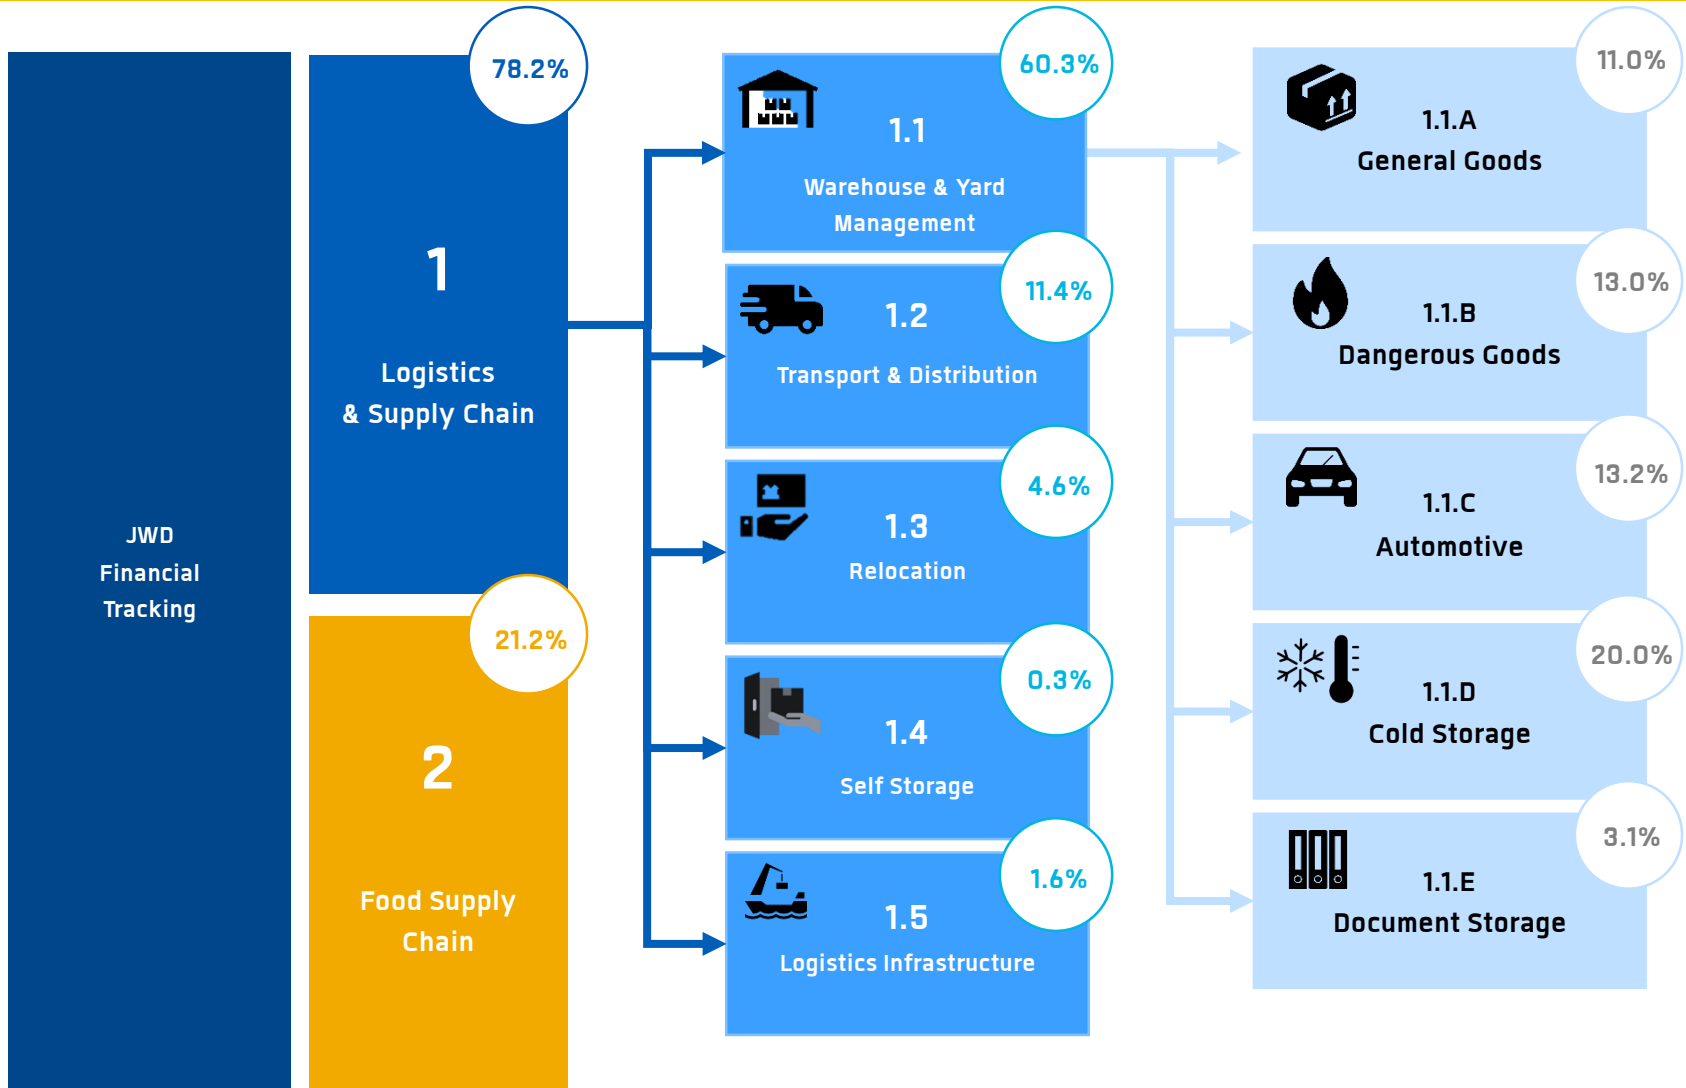 JWD
Financial
Tracking
78.2%
1
Logistics
& Supply Chain
21.2%
2
Food Supply
Chain
60.3%
1.1
Warehouse & Yard
Management
11.4%
1.2
Transport & Distribution
4.6%
1.3
Relocation
0.3%
1.4
Self Storage
1.6%
1.5
Logistics Infrastructure
11.0%
1.1.A
General Goods
13.0%
1.1.B
Dangerous Goods
13.2%
1.1.C
Automotive
20.0%
1.1.D
Cold Storage
3.1%
1.1.E
Document Storage